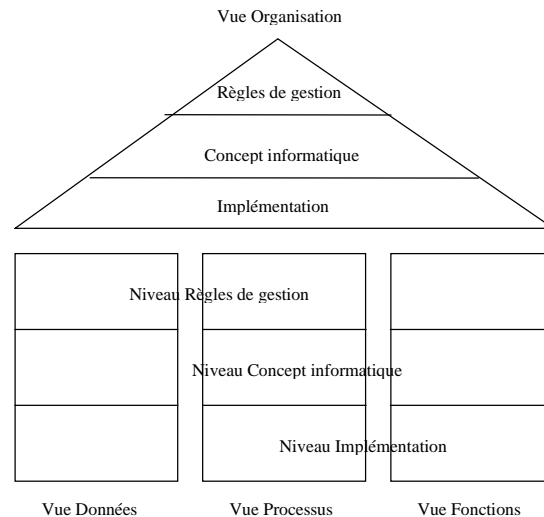 Vue Organisation
Règles de gestion
Concept informatique
Implémentation
Niveau Règles de gestion
Niveau Concept informatique
Niveau Implémentation
Vue Données Vue Processus Vue Fonctions